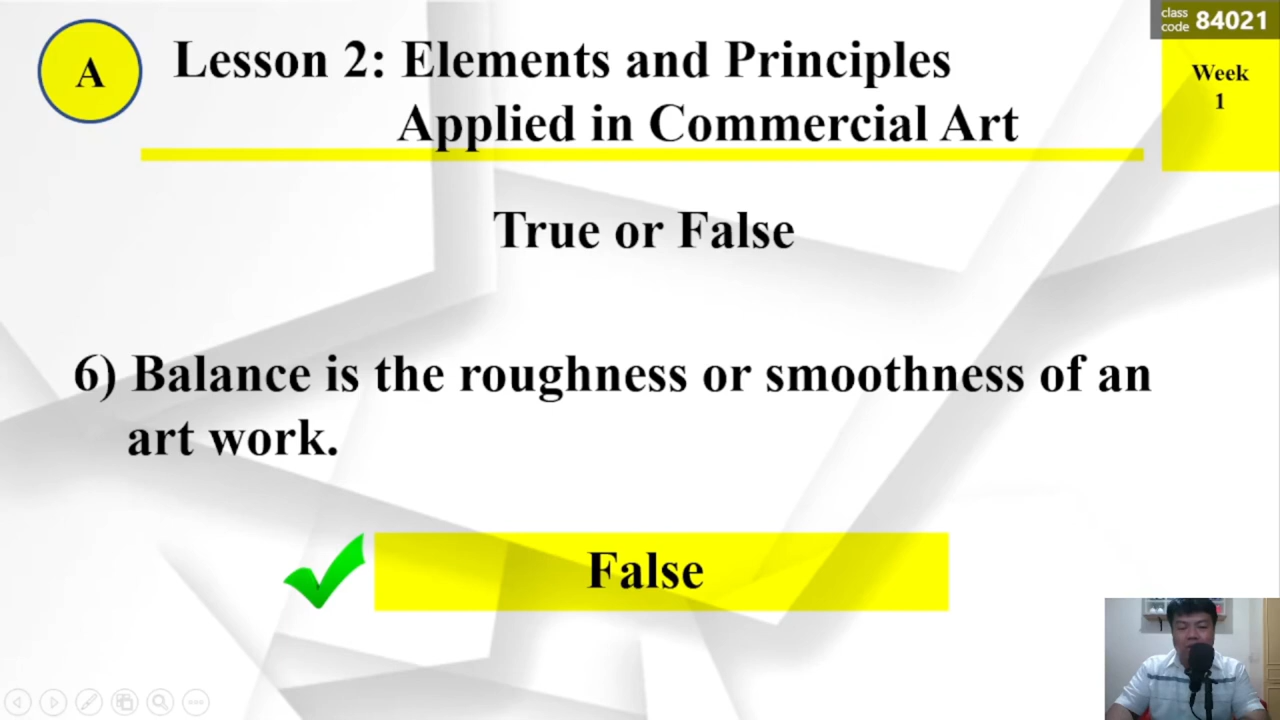 class
code 84021
A
Lesson 2: Elements and Principles
Applied in Commercial Art
Week
1
True or False
6) Balance is the roughness or smoothness of an
art work.
False